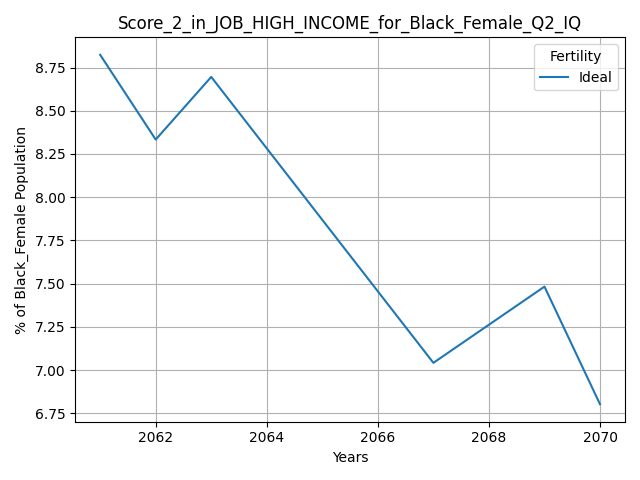 Score_2_in_JOB_HIGH_INCOME_for_Black_Female_Q2_IQ
Fertility
Ideal
8.75
8.50
8.25
8.00
7.75
7.50
7.25
7.00
6.75
% of Black_Female Population
2062 2064 2066 2068 2070
Years